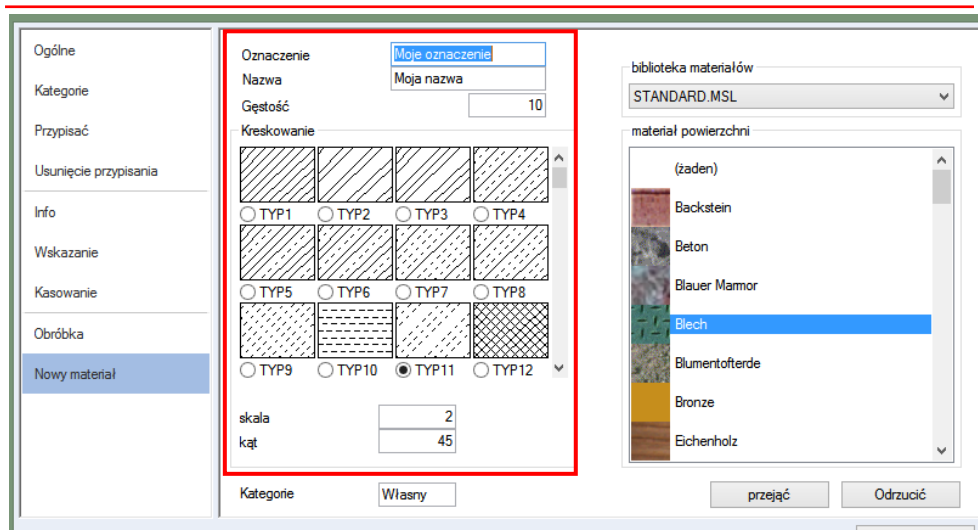 Ogólne
Kategorie
Przypisać
Usunięcie przypisania
Info
Wskazanie
Kasowanie
Obróbka
Nowy materiał
Oznaczenie Moje oznaczenie
Nazwa Moja nazwa
Gęstość 10
Kreskowanie
TYP1 TYP2 TYP3 TYP4
TYP5 TYP6 TYP7 TYP8
TYP9 TYP10 TYP11 TYP12
skala 2
kąt 45
Kategorie Własny
biblioteka materiałów
STANDARD.MSL
materiał powierzchni
(żaden)
Backstein
Beton
Blauer Marmor
Blech
Blumentofterde
Bronze
Eichenholz
przejąć Odrzucić